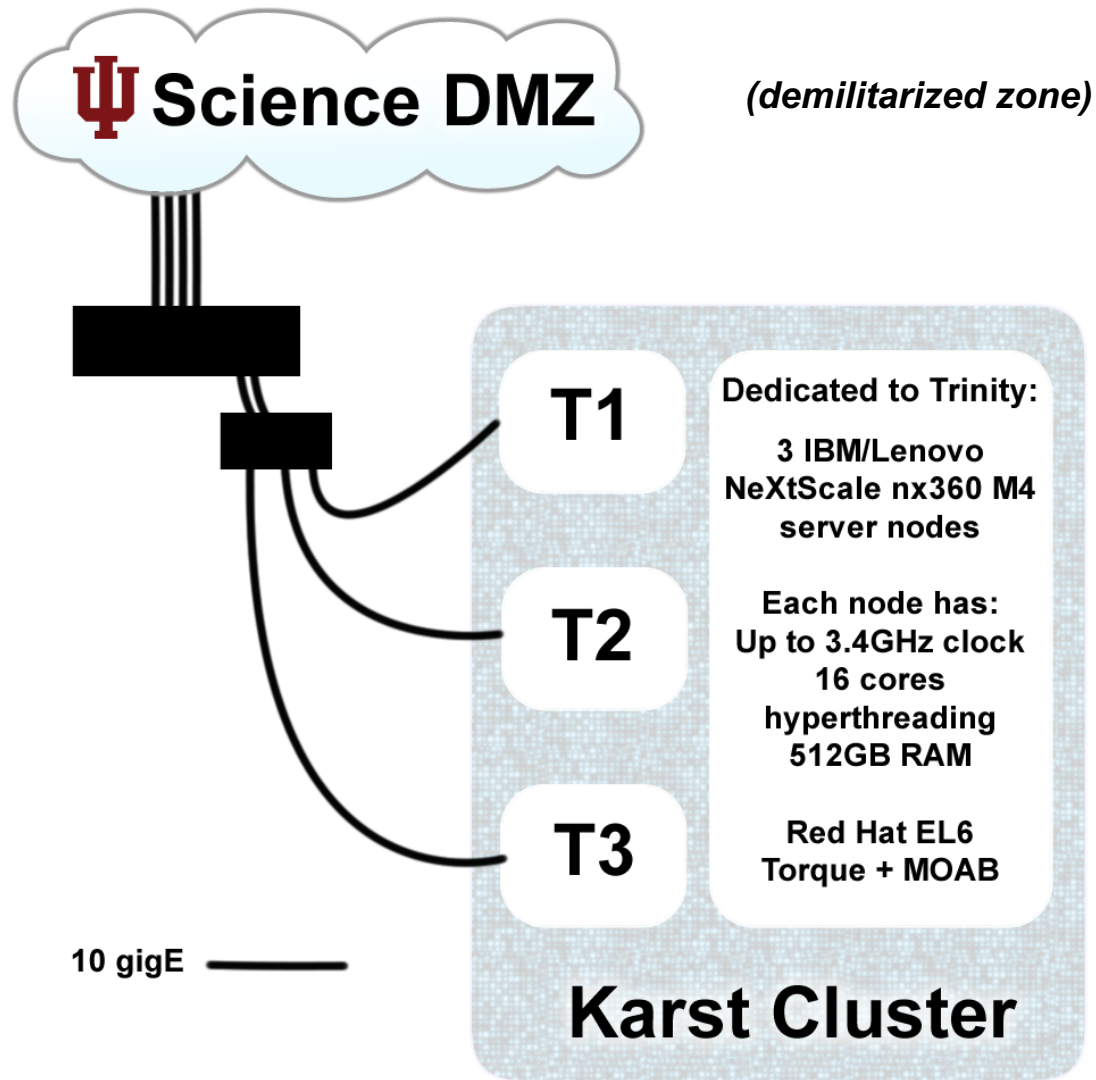 Science DMZ
(demilitarized zone)
T1
T2
T3
Dedicated to Trinity:
3 IBM/Lenovo
NeXtScale nx360 M4
server nodes
Each node has:
Up to 3.4GHz clock
16 cores
hyperthreading
512GB RAM
Red Hat EL6
Torque + MOAB
10 gigE
Karst Cluster